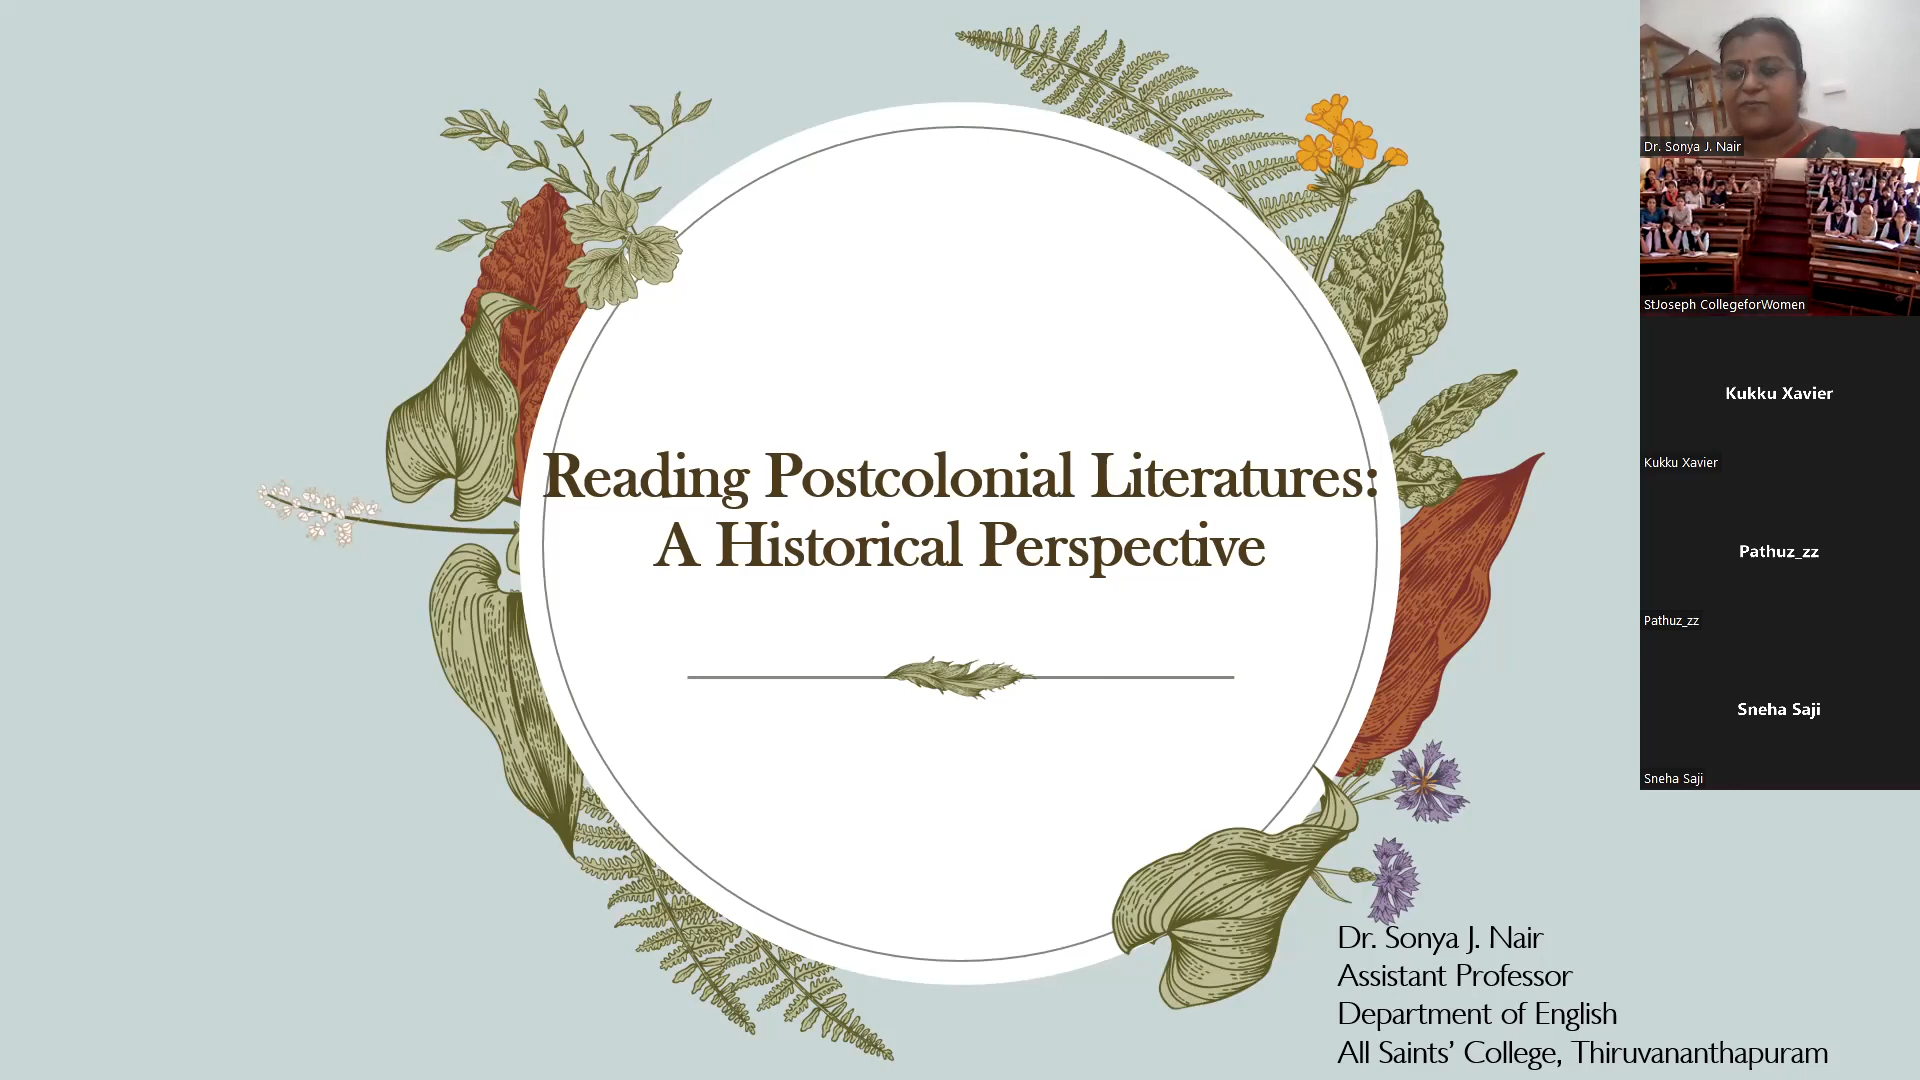 Reading Postcolonial Literatures:
A Historical Perspective
Dr. Sonya J. Nair
Assistant Professor
Department of English
All Saints' College, Thiruvananthapuram
Dr. Sonya J. Nair
StJoseph CollegeforWomen
Kukku Xavier
Kukku Xavier
Pathuz_zz
Pathuz_zz
Sneha Saji
Sneha Saji